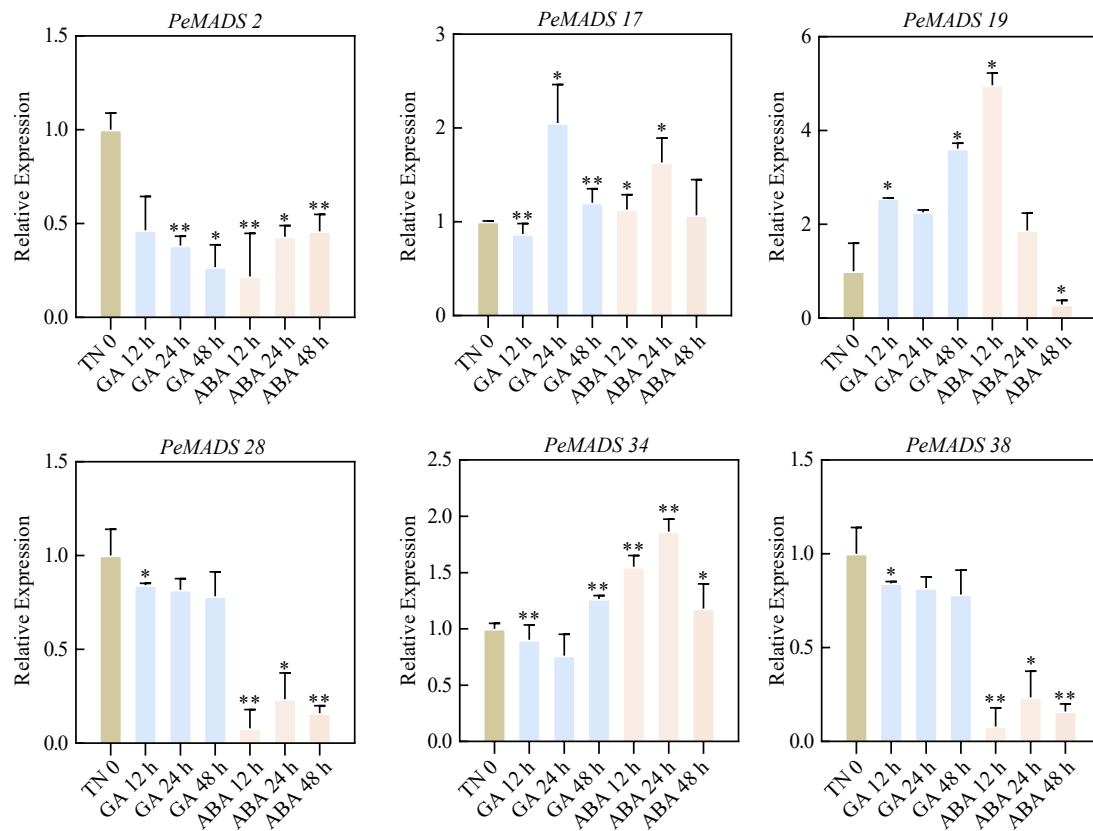 PeMADS 2
Relative Expression
1.5
1.0
0.5
0.0
**
*
**
*
**
TN 0
GA 12 h
GA 24 h
GA 48 h
ABA 12 h
ABA 24 h
ABA 48 h
PeMADS 17
Relative Expression
3
2
1
0
**
*
**
*
*
TN 0
GA 12 h
GA 24 h
GA 48 h
ABA 12 h
ABA 24 h
ABA 48 h
PeMADS 19
Relative Expression
6
4
2
0
*
*
*
*
TN 0
GA 12 h
GA 24 h
GA 48 h
ABA 12 h
ABA 24 h
ABA 48 h
PeMADS 28
Relative Expression
1.5
1.0
0.5
0.0
*
**
*
**
TN 0
GA 12 h
GA 24 h
GA 48 h
ABA 12 h
ABA 24 h
ABA 48 h
PeMADS 34
Relative Expression
2.5
2.0
1.5
1.0
0.5
0.0
**
**
**
**
*
TN 0
GA 12 h
GA 24 h
GA 48 h
ABA 12 h
ABA 24 h
ABA 48 h
PeMADS 38
Relative Expression
1.5
1.0
0.5
0.0
*
**
*
**
TN 0
GA 12 h
GA 24 h
GA 48 h
ABA 12 h
ABA 24 h
ABA 48 h